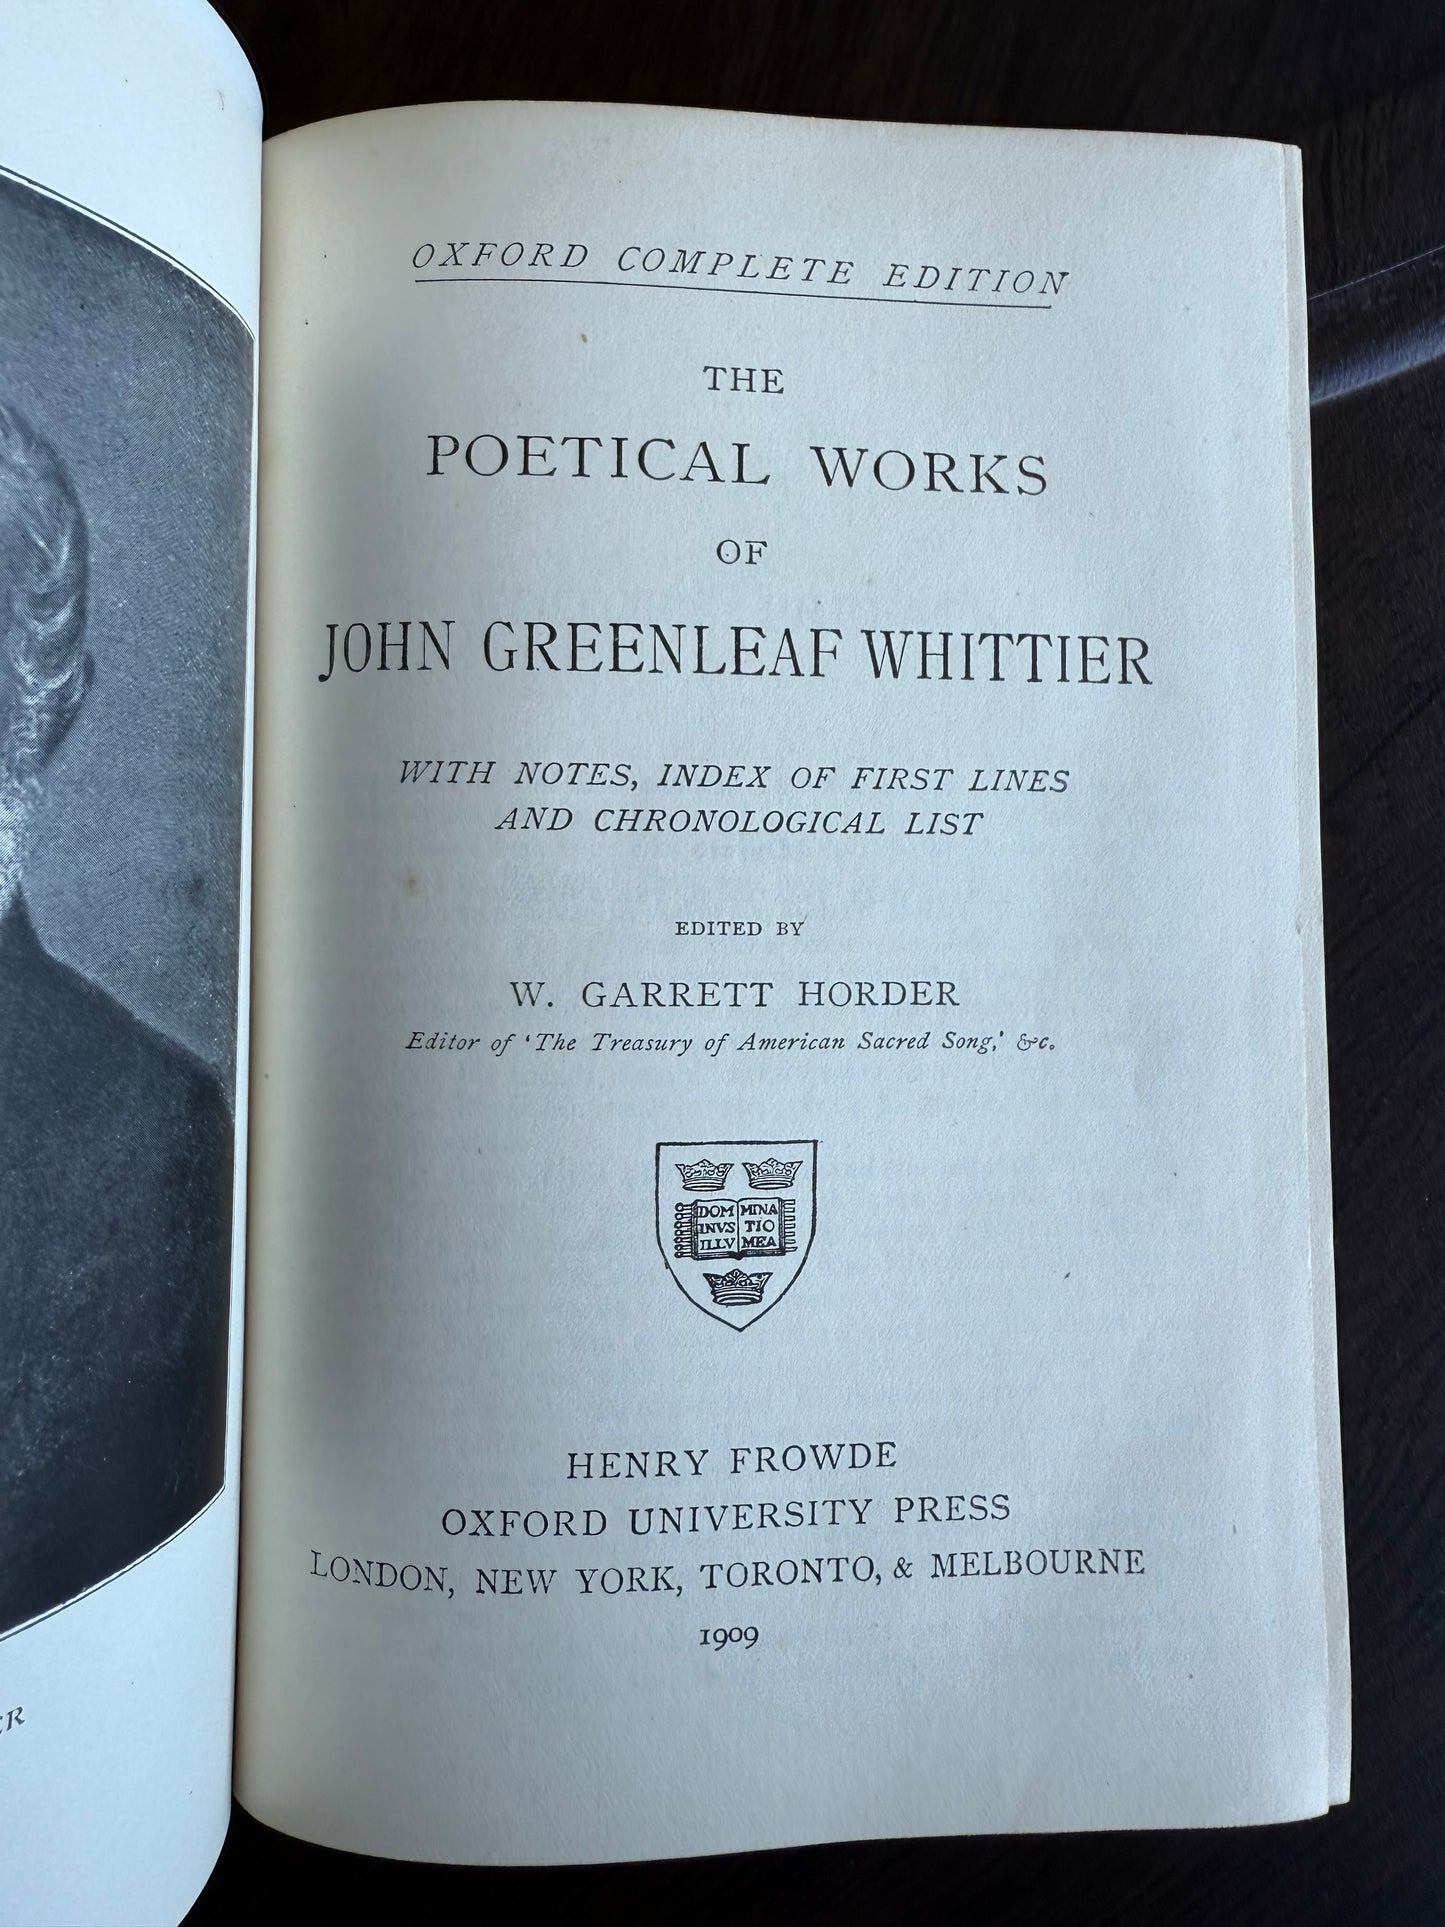 OXFORD COMPLETE EDITION
THE
POETICAL WORKS
OF
JOHN GREENLEAF WHITTIER
WITH NOTES, INDEX OF FIRST LINES
AND CHRONOLOGICAL LIST
EDITED BY
W. GARRETT HORDER
Editor of ‘The Treasury of American Sacred Song,’ &c.
DOM MINA
INVS TIO
ILLV MEA
HENRY FROWDE
OXFORD UNIVERSITY PRESS
LONDON, NEW YORK, TORONTO, & MELBOURNE
1909